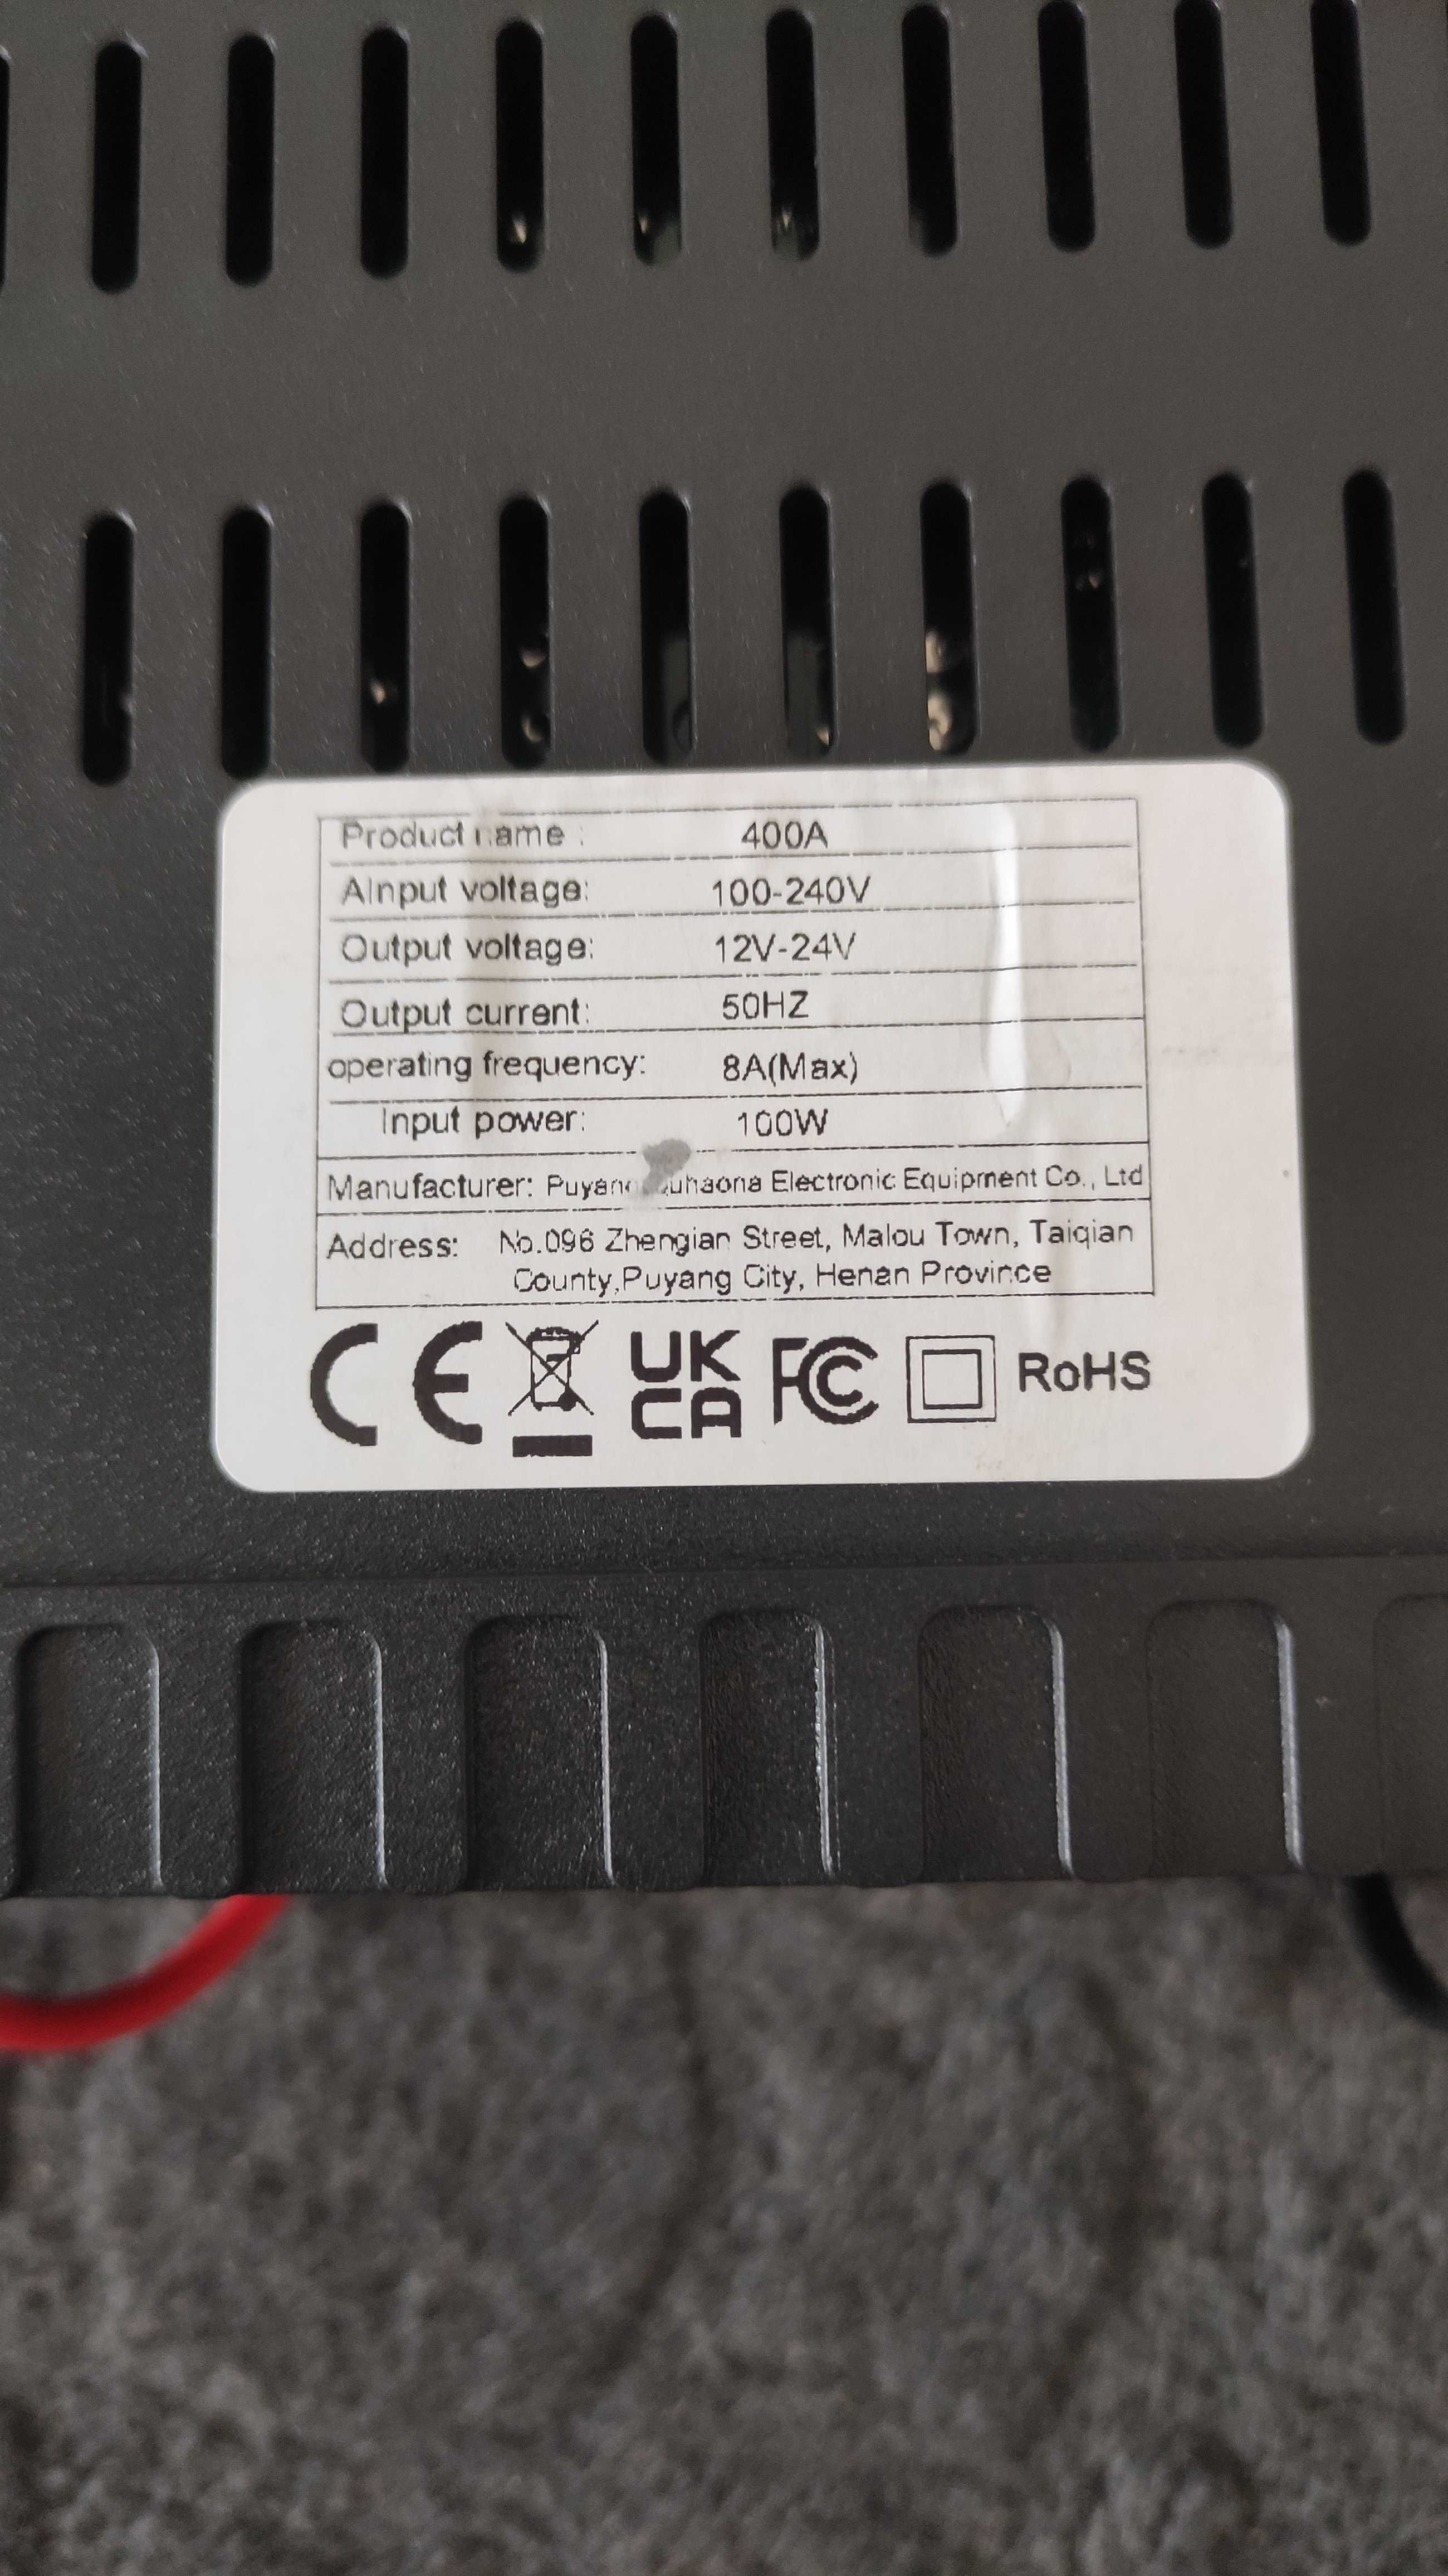 Product name : 400A
AInput voltage: 100-240V
Output voltage: 12V-24V
Output current: 50HZ
operating frequency: 8A(Max)
Input power: 100W
Manufacturer: Electronic Equipment Co., Ltd
Address: No.096 Zhengian Street, Malou Town, Taiqian
County,Puyang City, Henan Province
CE UK CA FC RoHS